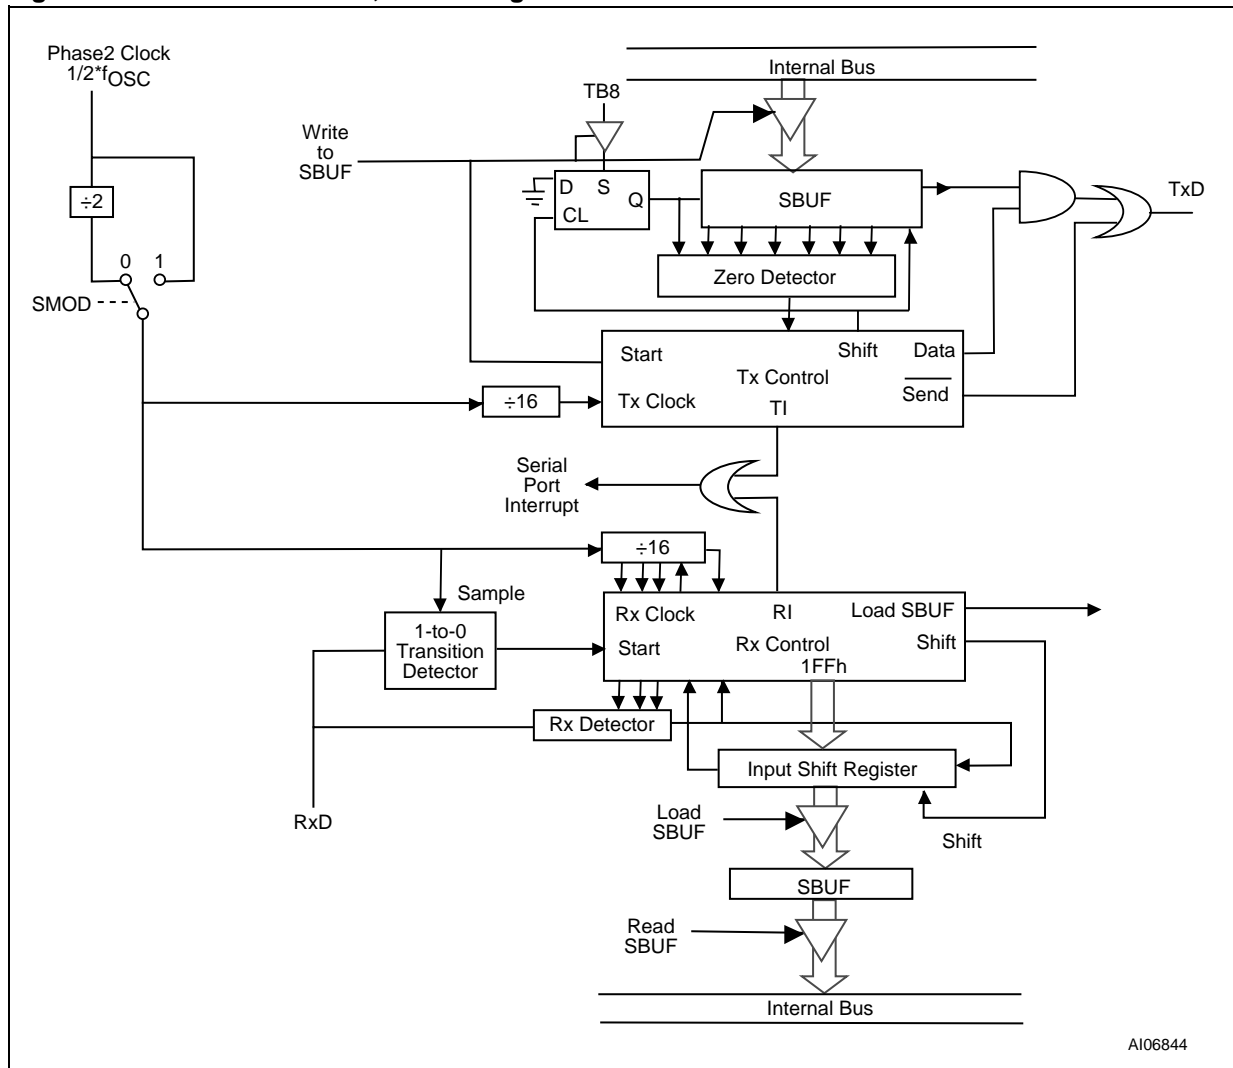 Phase2 Clock
1/2*fOSC
Internal Bus
TB8
Write
to
SBUF
D S
Q
CL
SBUF
TxD
÷2
Zero Detector
0 1
SMOD
Start
Shift
Data
Tx Control
Send
Tx Clock
TI
÷16
Serial
Port
Interrupt
÷16
Sample
Rx Clock
RI
Load SBUF
1-to-0
Transition
Detector
Start
Rx Control
Shift
1FFh
Rx Detector
Input Shift Register
RxD
Load
SBUF
Shift
SBUF
Read
SBUF
Internal Bus
AI06844